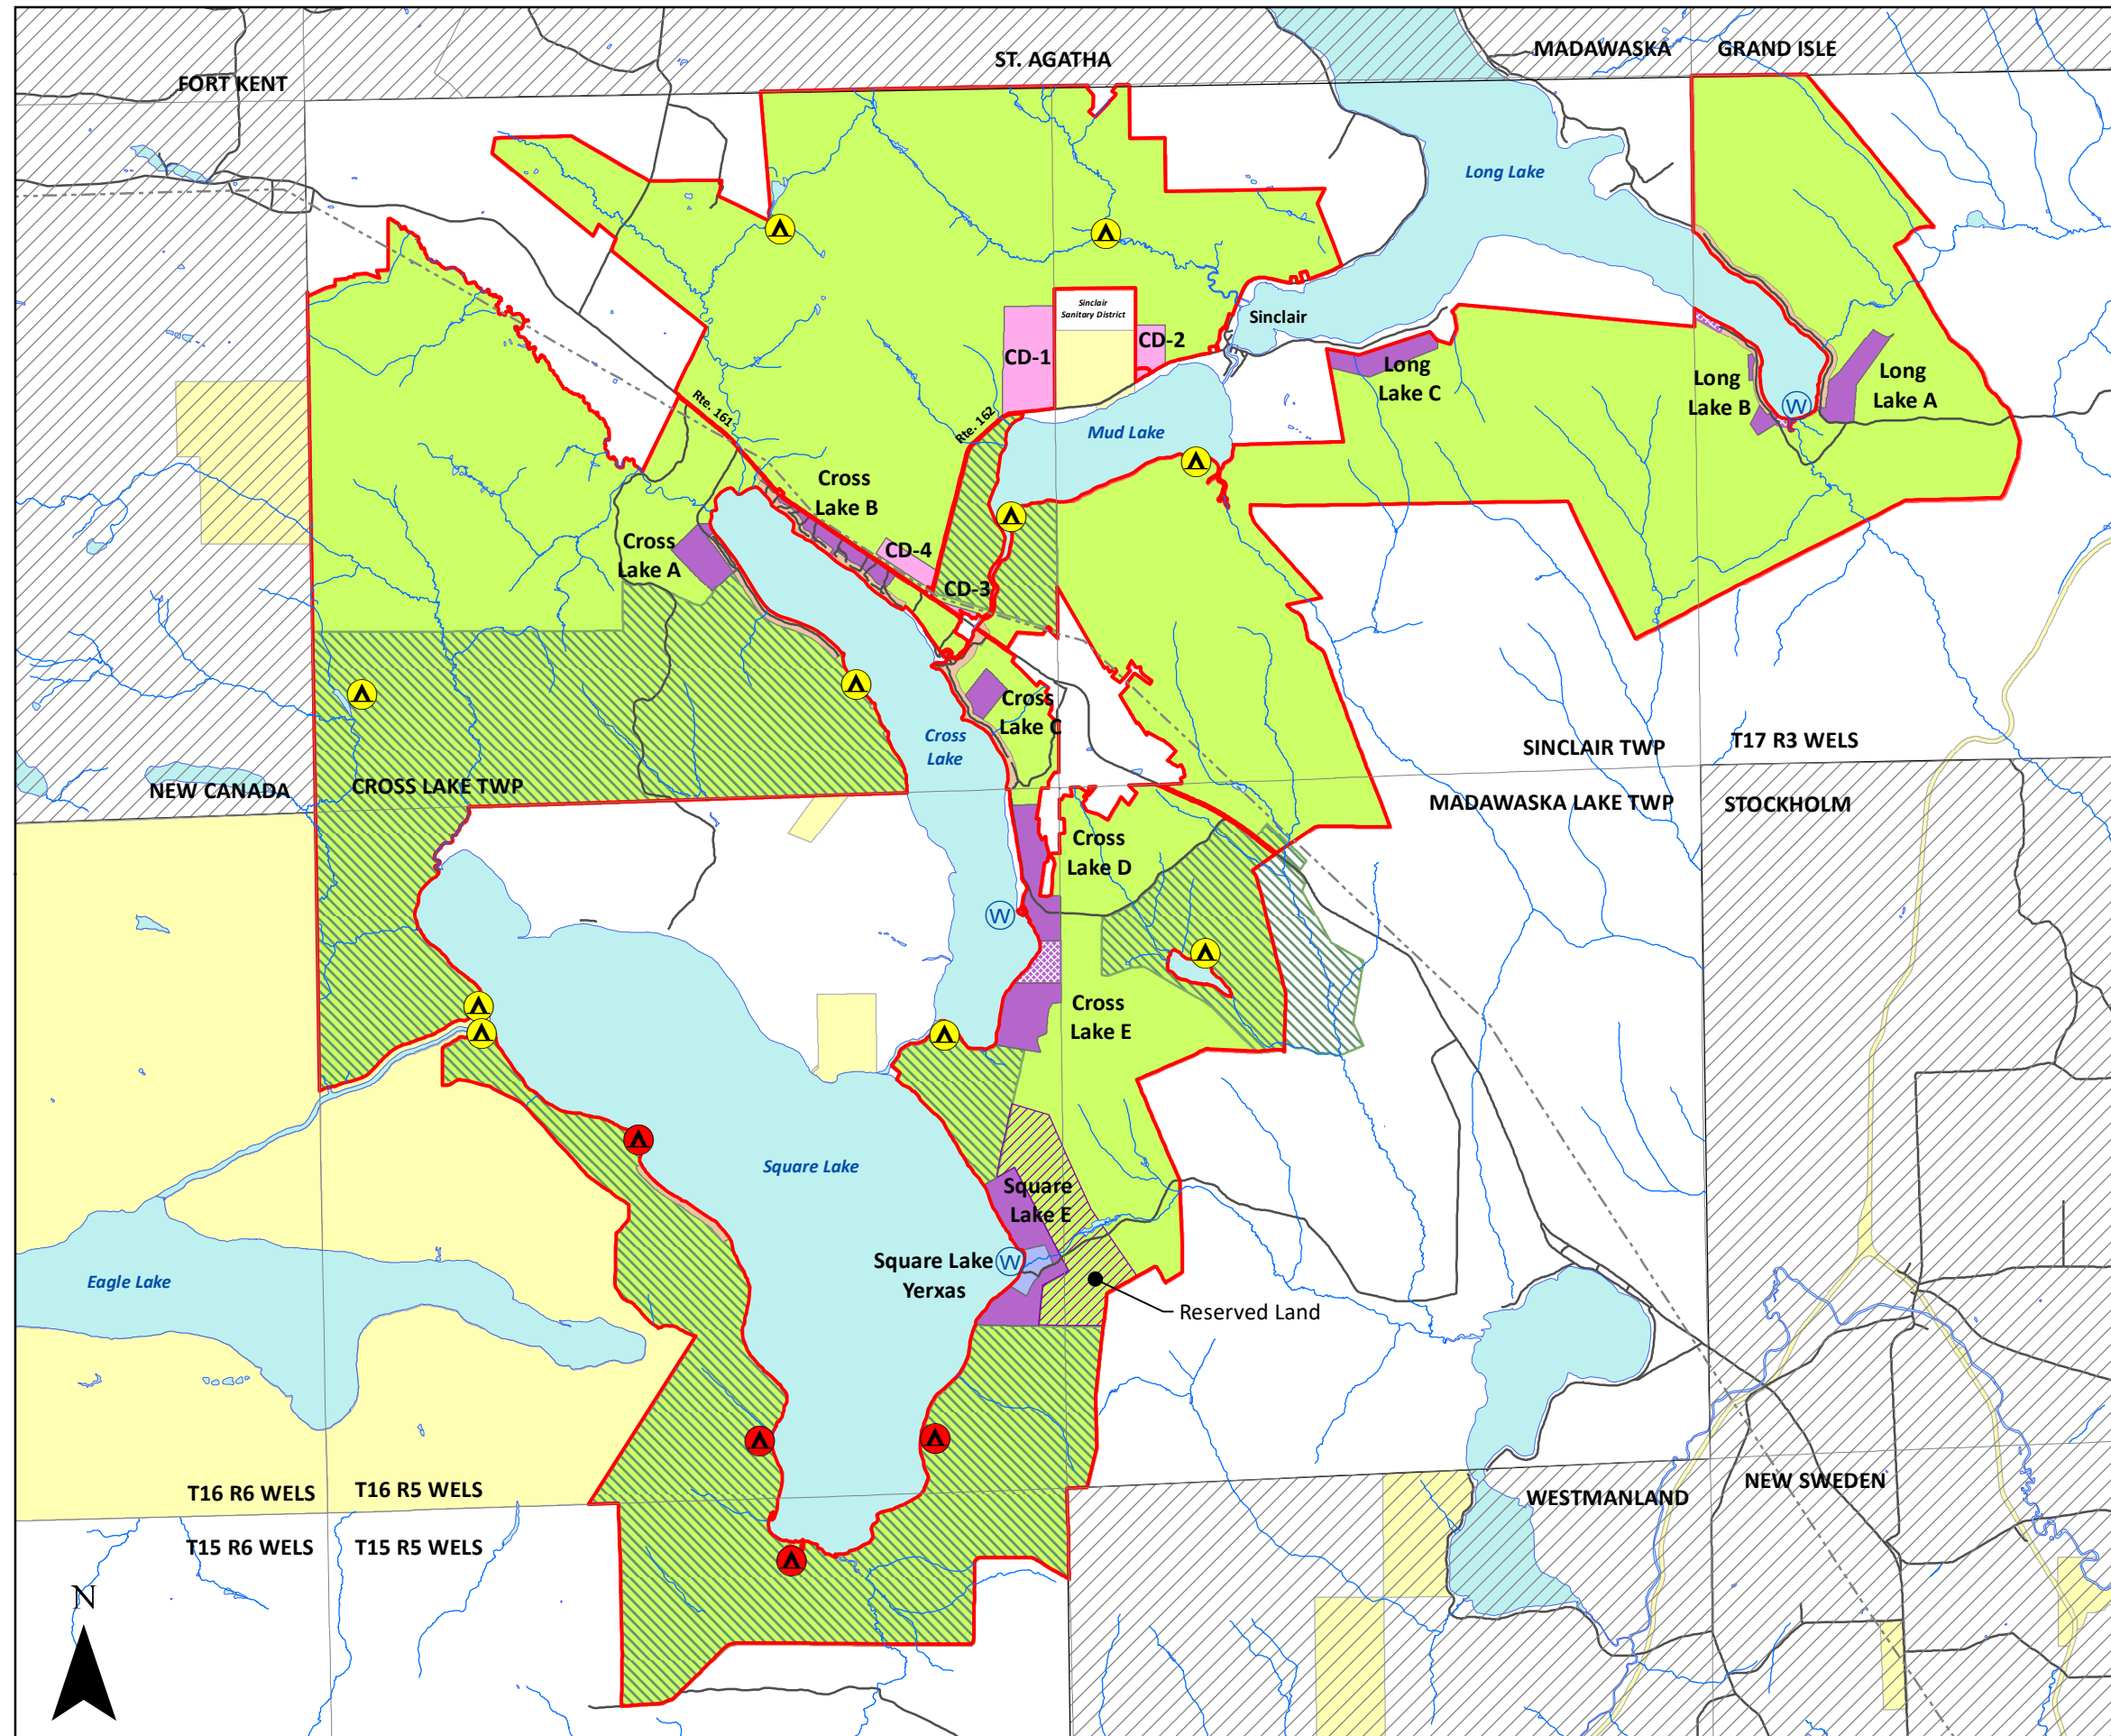 ST. AGATHA
MADAWASKA
GRAND ISLE
FORT KENT
Long Lake
Sinclair
Sanitary District
Sinclair
CD-1
CD-2
Long
Lake C
Long
Lake B
Long
Lake A
W
Rte. 161
Rte. 162
Mud Lake
Cross
Lake B
Cross
Lake A
CD-4
CD-3
Cross
Lake C
Cross
Lake
SINCLAIR TWP
T17 R3 WELS
NEW CANADA
CROSS LAKE TWP
MADAWASKA LAKE TWP
STOCKHOLM
Cross
Lake D
W
Cross
Lake E
Square Lake
Square
Lake E
Square Lake
Yerxas
W
Eagle Lake
Reserved Land
T16 R6 WELS
T16 R5 WELS
WESTMANLAND
NEW SWEDEN
T15 R6 WELS
T15 R5 WELS
N